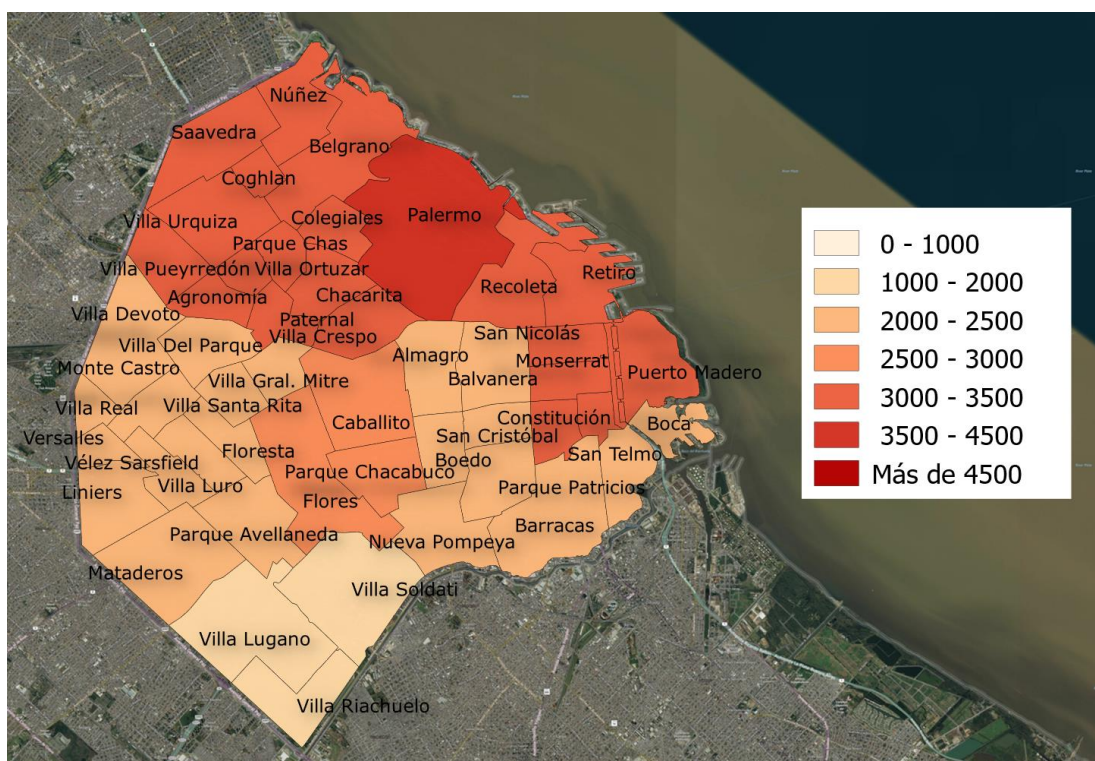 Núñez
Saavedra
Belgrano
Coghlan
Villa Urquiza
Colegiales
Palermo
Parque Chas
Villa Pueyrredón
Villa Ortuzar
Retiro
Recoleta
Agronomía
Chacarita
Villa Devoto
Paternal
Villa Crespo
San Nicolás
Villa Del Parque
Almagro
Monserrat
Monte Castro
Villa Gral. Mitre
Balvanera
Puerto Madero
Villa Real
Villa Santa Rita
Caballito
Constitución
Boca
Versalles
San Cristóbal
Floresta
San Telmo
Vélez Sarsfield
Boedo
Parque Chacabuco
Liniers
Villa Luro
Parque Patricios
Flores
Barracas
Parque Avellaneda
Nueva Pompeya
Mataderos
Villa Soldati
Villa Lugano
Villa Riachuelo
0 - 1000
1000 - 2000
2000 - 2500
2500 - 3000
3000 - 3500
3500 - 4500
Más de 4500